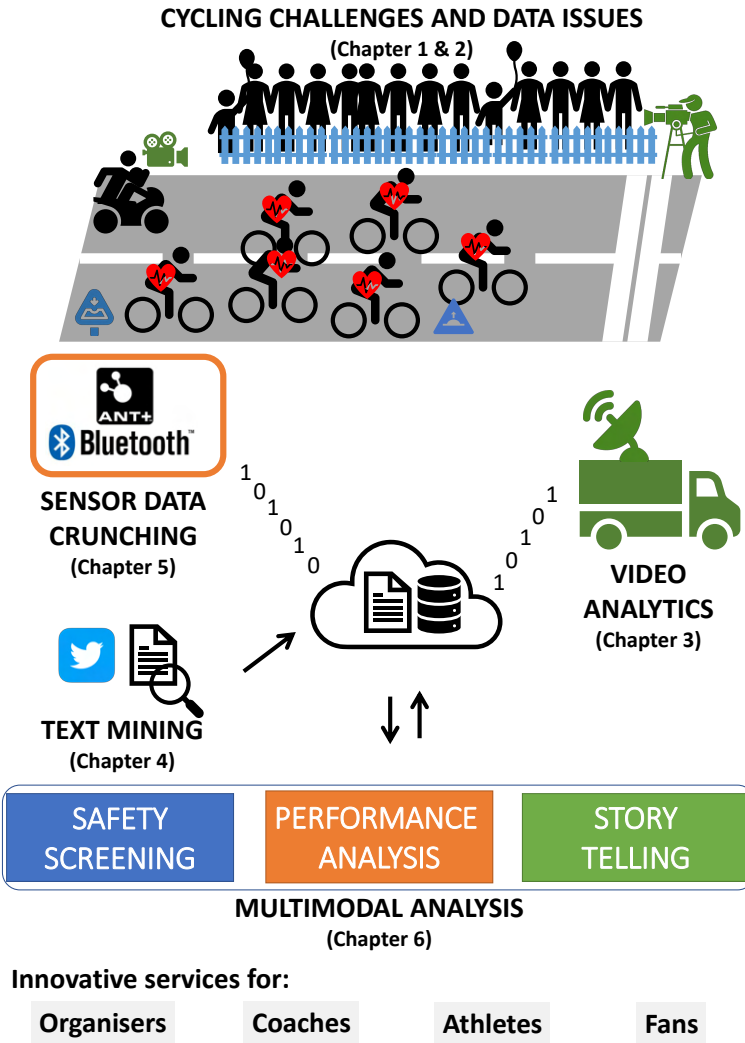 CYCLING CHALLENGES AND DATA ISSUES
(Chapter 1 & 2)
ANT+
Bluetooth™
SENSOR DATA
CRUNCHING
(Chapter 5)
1
0
1
0
1
0
1
0
1
0
1
VIDEO
ANALYTICS
(Chapter 3)
TEXT MINING
(Chapter 4)
SAFETY
SCREENING
PERFORMANCE
ANALYSIS
STORY
TELLING
MULTIMODAL ANALYSIS
(Chapter 6)
Innovative services for:
Organisers
Coaches
Athletes
Fans